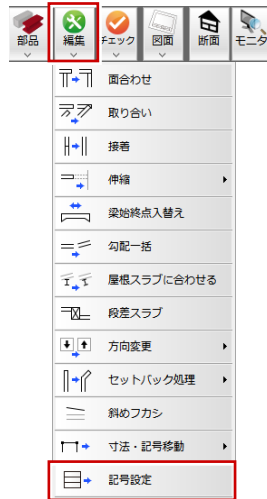 部品
編集
チェック
図面
断面
モニタ
面合わせ
取り合い
接着
伸縮
梁始終点入替え
勾配一括
屋根スラブに合わせる
段差スラブ
方向変更
セットバック処理
斜めフカシ
寸法・記号移動
記号設定